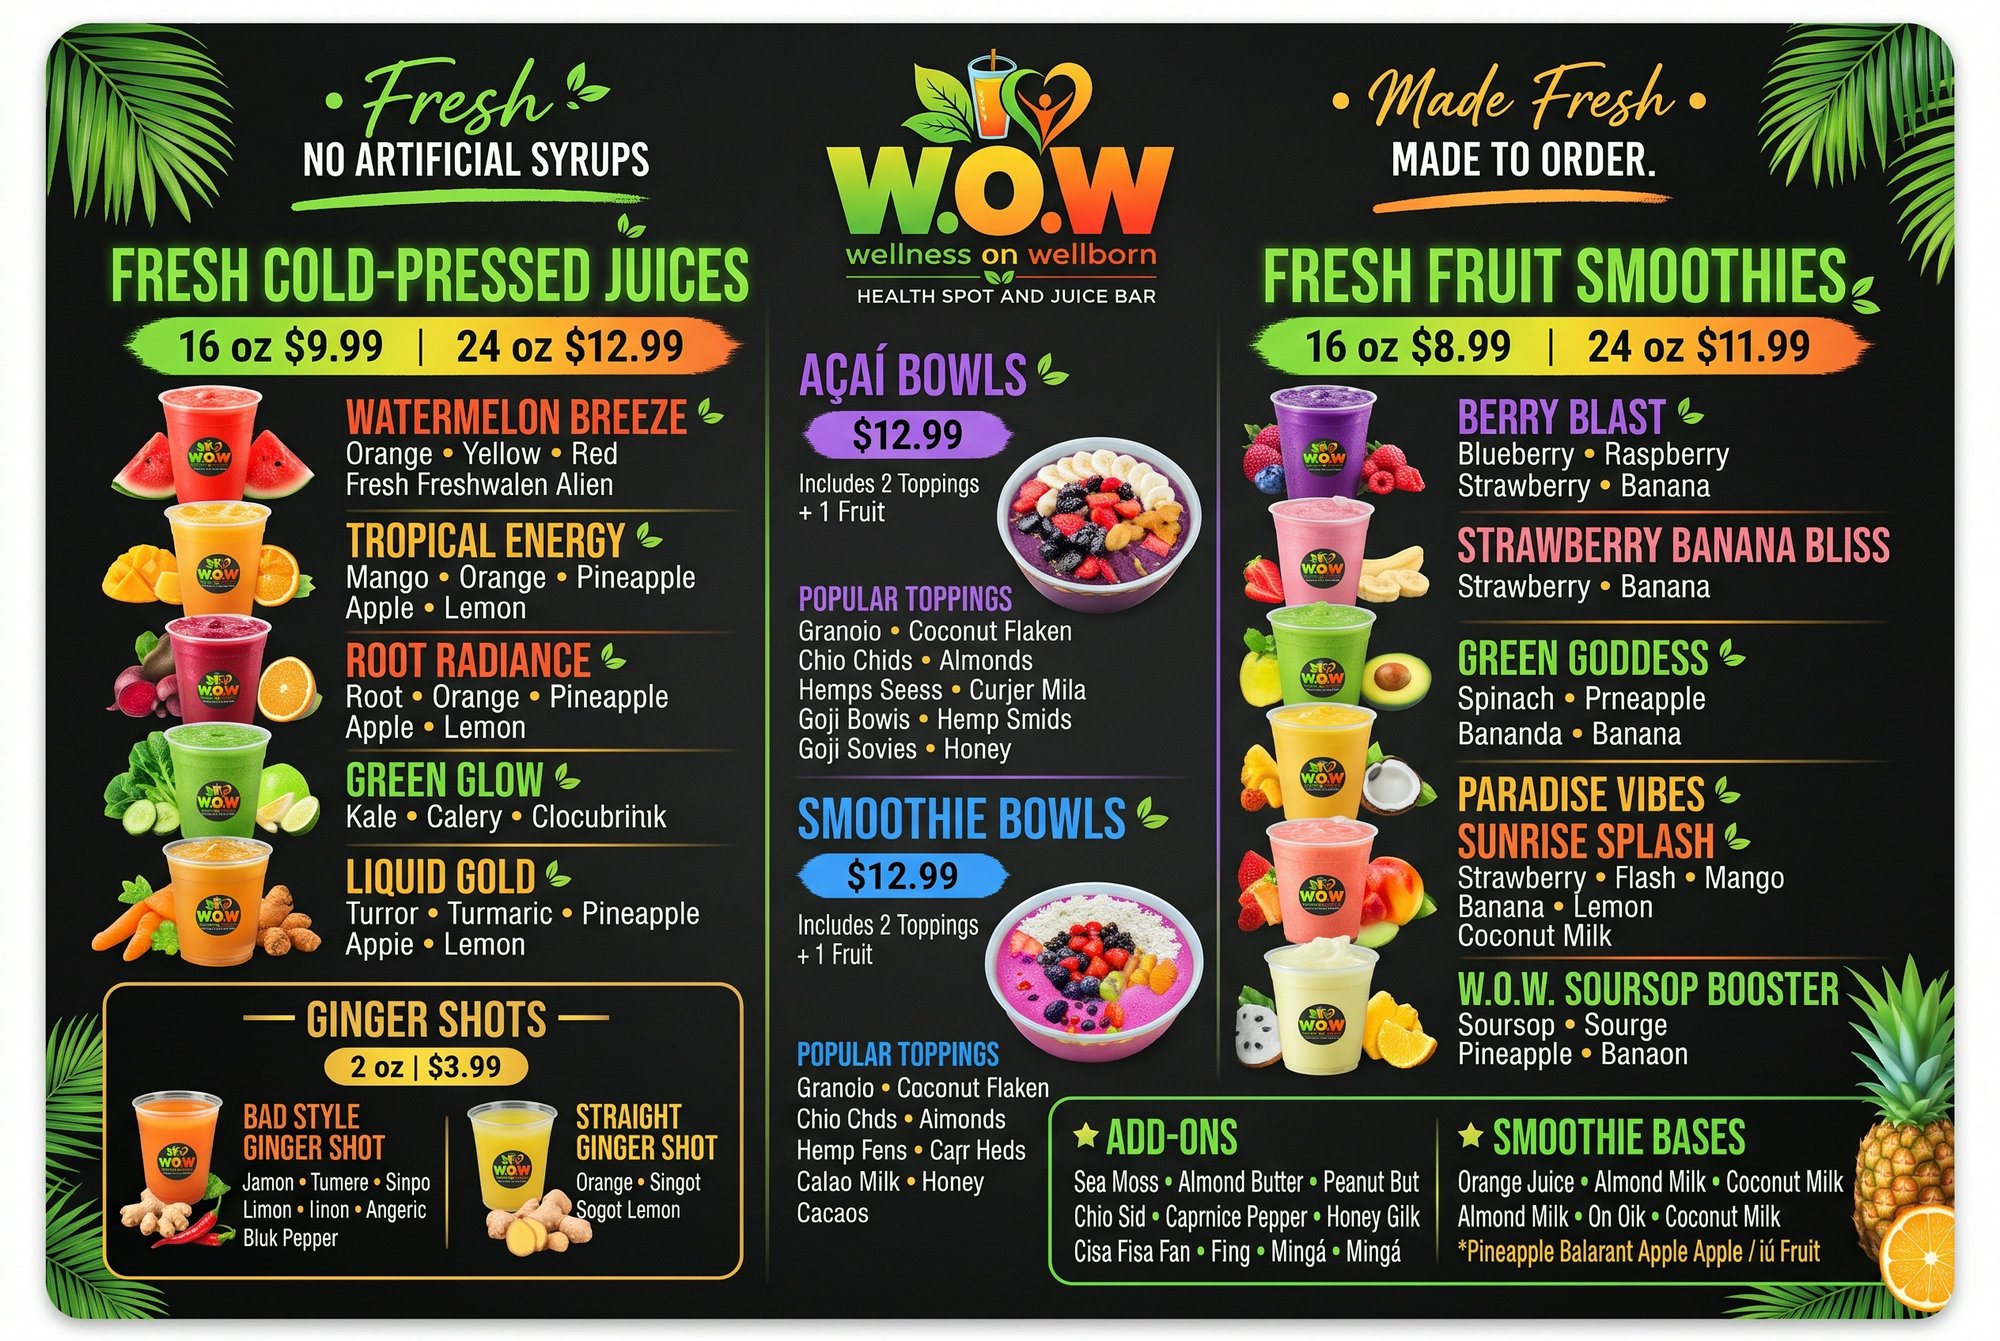 Fresh
NO ARTIFICIAL SYRUPS
FRESH COLD-PRESSED JUICES
16 oz $9.99 | 24 oz $12.99
WATERMELON BREEZE
Orange • Yellow • Red
Fresh Freshwalen Alien
TROPICAL ENERGY
Mango • Orange • Pineapple
Apple • Lemon
ROOT RADIANCE
Root • Orange • Pineapple
Apple • Lemon
GREEN GLOW
Kale • Calery • Clocubrinik
LIQUID GOLD
Turror • Turmaric • Pineapple
Appie • Lemon
GINGER SHOTS
2 oz | $3.99
BAD STYLE
GINGER SHOT
Jamon • Tumere • Sinpo
Limon • Iinon • Angeric
Bluk Pepper
STRAIGHT
GINGER SHOT
Orange • Singot
Sogot Lemon
W.O.W
wellness on wellborn
HEALTH SPOT AND JUICE BAR
AÇAÍ BOWLS
$12.99
Includes 2 Toppings
+ 1 Fruit
POPULAR TOPPINGS
Granoio • Coconut Flaken
Chio Chids • Almonds
Hemps Seess • Curjer Mila
Goji Bowis • Hemp Smids
Goji Sovies • Honey
SMOOTHIE BOWLS
$12.99
Includes 2 Toppings
+ 1 Fruit
POPULAR TOPPINGS
Granoio • Cocanut Flaken
Chio Chds • Aimonds
Hemp Fens • Carr Heds
Calao Milk • Honey
Cacaos
Made Fresh
MADE TO ORDER.
FRESH FRUIT SMOOTHIES
16 oz $8.99 | 24 oz $11.99
BERRY BLAST
Blueberry • Raspberry
Strawberry • Banana
STRAWBERRY BANANA BLISS
Strawberry • Banana
GREEN GODDESS
Spinach • Prneapple
Bananda • Banana
PARADISE VIBES
SUNRISE SPLASH
Strawberry • Flash • Mango
Banana • Lemon
Coconut Milk
W.O.W. SOURSOP BOOSTER
Soursop • Sourge
Pineapple • Banaon
ADD-ONS
Sea Moss • Almond Butter • Peanut But
Chio Sid • Caprnice Pepper • Honey Gilk
Cisa Fisa Fan • Fing • Mingá • Mingá
SMOOTHIE BASES
Orange Juice • Almond Milk • Coconut Milk
Almond Milk • On Oik • Coconut Milk
*Pineapple Balarant Apple Apple / iú Fruit